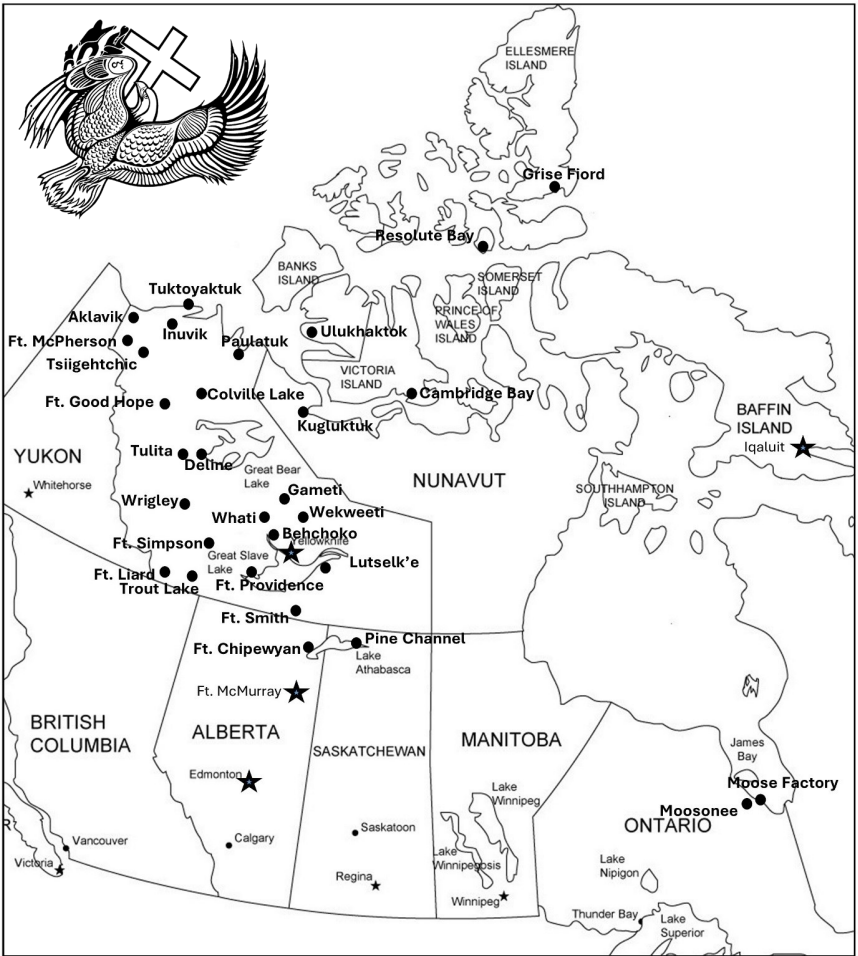 ELLESMERE
ISLAND
Grise Fiord
Resolute Bay
BANKS
ISLAND
SOMERSET
ISLAND
Tuktoyaktuk
PRINCE OF
WALES
ISLAND
Aklavik
Inuvik
Ulukhaktok
Ft. McPherson
Paulatuk
Tsiigehtchic
VICTORIA
ISLAND
Colville Lake
Cambridge Bay
Ft. Good Hope
Kugluktuk
BAFFIN
ISLAND
Iqaluit
Tulita
Deline
YUKON
Great Bear
Lake
NUNAVUT
Whitehorse
Gameti
SOUTHHAMPTON
ISLAND
Wrigley
Whati
Wekweeti
Behchoko
Yellowknife
Ft. Simpson
Great Slave
Lake
Lutselk'e
Ft. Liard
Trout Lake
Ft. Providence
Ft. Smith
Ft. Chipewyan
Pine Channel
Lake
Athabasca
Ft. McMurray
BRITISH
COLUMBIA
ALBERTA
SASKATCHEWAN
MANITOBA
James
Bay
Edmonton
Moose Factory
Lake
Winnipeg
Moosonee
ONTARIO
Vancouver
Calgary
Saskatoon
Victoria
Lake
Winnipegosis
Lake
Nipigon
Regina
Winnipeg
Thunder Bay
Lake
Superior